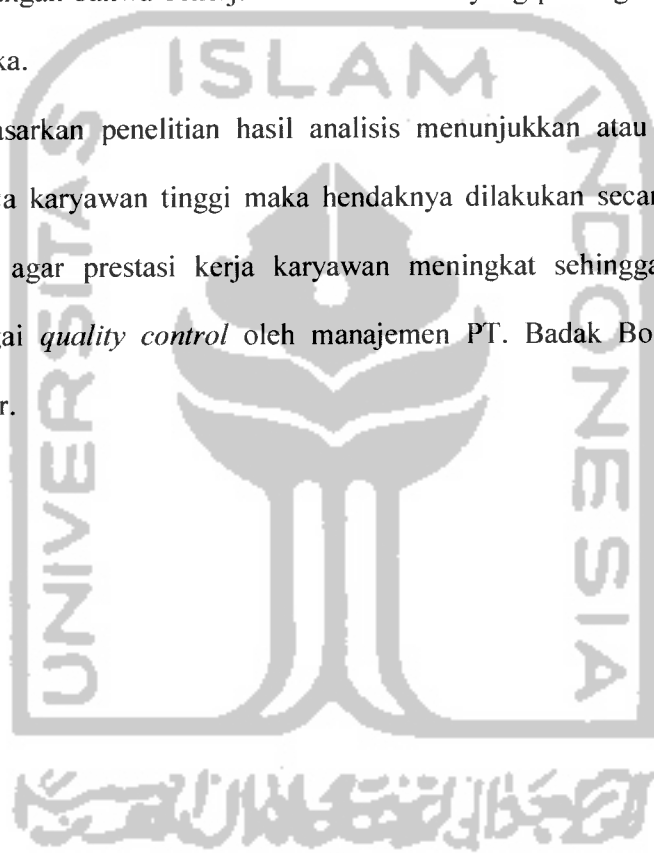 ka.
asarkan penelitian hasil analisis menunjukkan atau
a karyawan tinggi maka hendaknya dilakukan secar
agar prestasi kerja karyawan meningkat sehingga
gai quality control oleh manajemen PT. Badak Bo
r.
ISLAM
UNIVERSITAS
INDONESIA